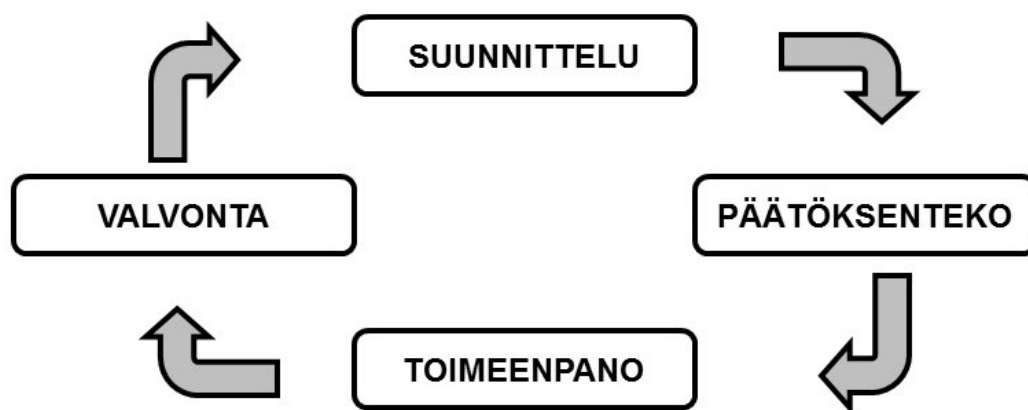 SUUNNITTELU
VALVONTA
PÄÄTÖKSENTEKO
TOIMEENPANO